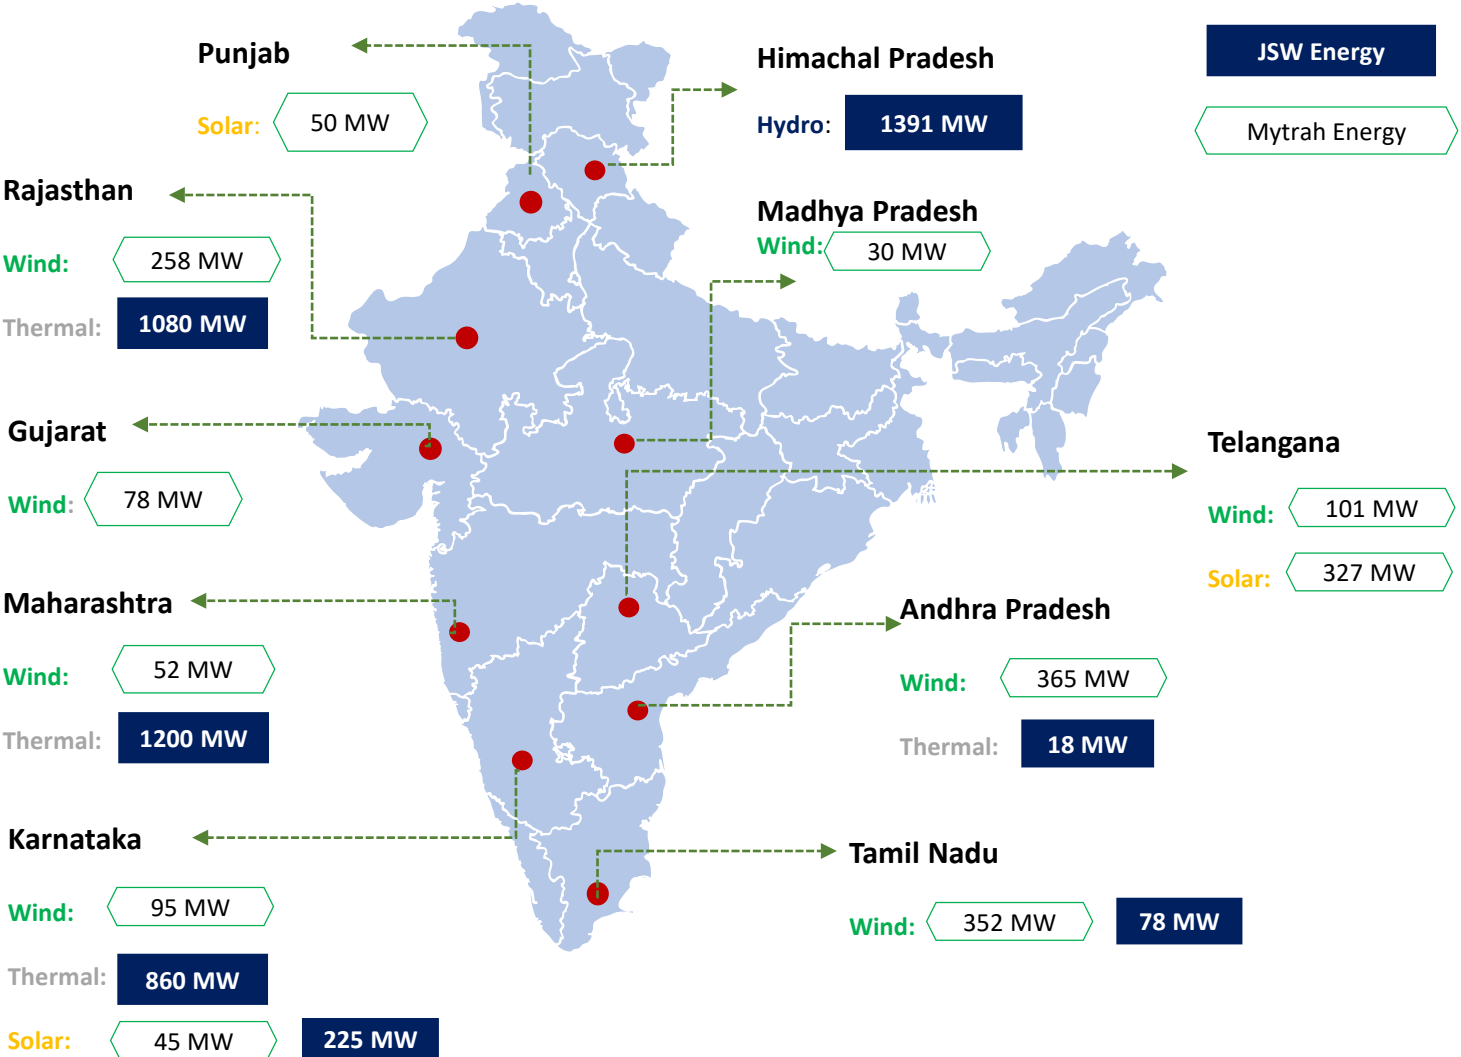 Punjab
Solar: 50 MW
Himachal Pradesh
Hydro: 1391 MW
JSW Energy
Mytrah Energy
Rajasthan
Wind: 258 MW
Thermal: 1080 MW
Madhya Pradesh
Wind: 30 MW
Gujarat
Wind: 78 MW
Telangana
Wind: 101 MW
Solar: 327 MW
Maharashtra
Wind: 52 MW
Thermal: 1200 MW
Andhra Pradesh
Wind: 365 MW
Thermal: 18 MW
Karnataka
Wind: 95 MW
Thermal: 860 MW
Solar: 45 MW 225 MW
Tamil Nadu
Wind: 352 MW 78 MW